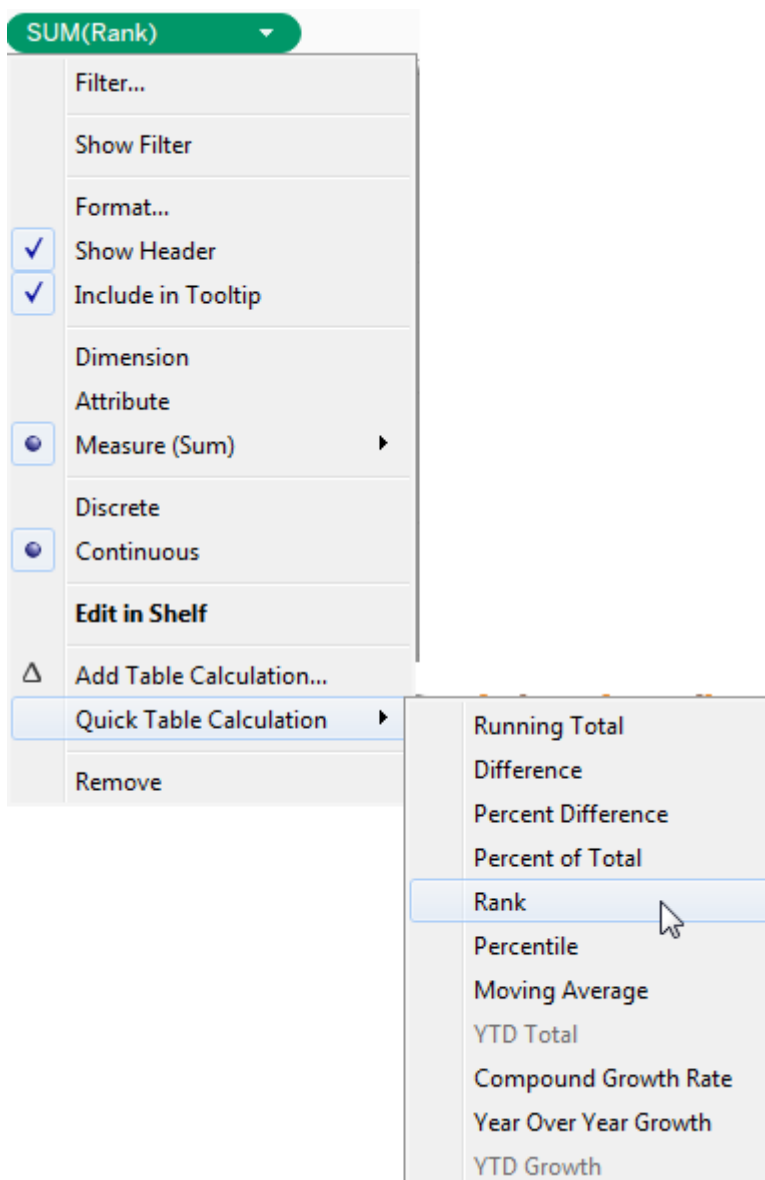 SUM(Rank)
Filter...
Show Filter
Format...
Show Header
Include in Tooltip
Dimension
Attribute
Measure (Sum)
Discrete
Continuous
Edit in Shelf
Add Table Calculation...
Quick Table Calculation
Remove
Running Total
Difference
Percent Difference
Percent of Total
Rank
Percentile
Moving Average
YTD Total
Compound Growth Rate
Year Over Year Growth
YTD Growth